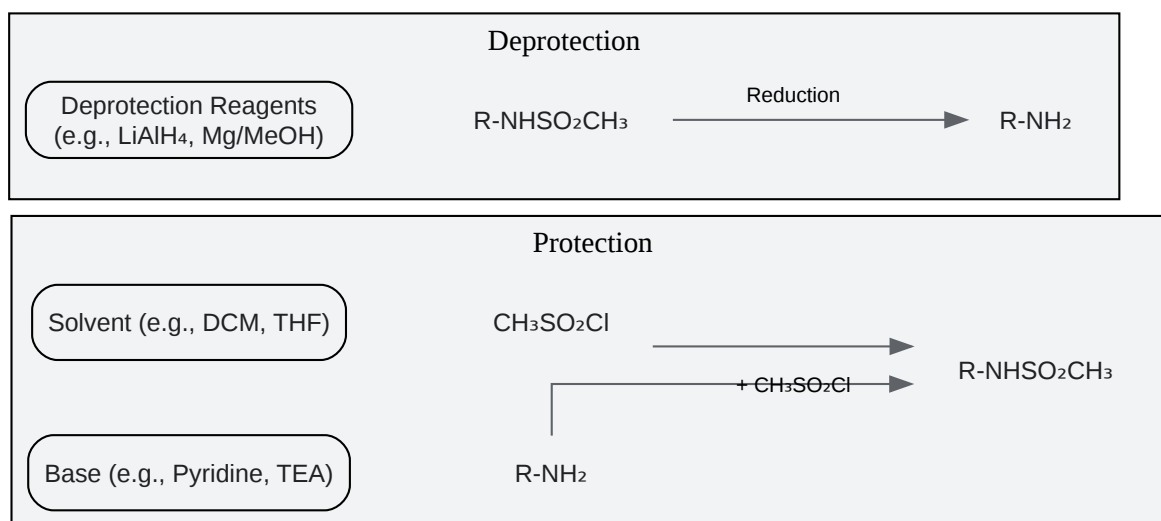 Deprotection
Deprotection Reagents
(e.g., LiAlH₄, Mg/MeOH)
R-NHSO₂CH₃
Reduction
R-NH₂
Protection
Solvent (e.g., DCM, THF)
CH₃SO₂Cl
R-NHSO₂CH₃
+ CH₃SO₂Cl
Base (e.g., Pyridine, TEA)
R-NH₂